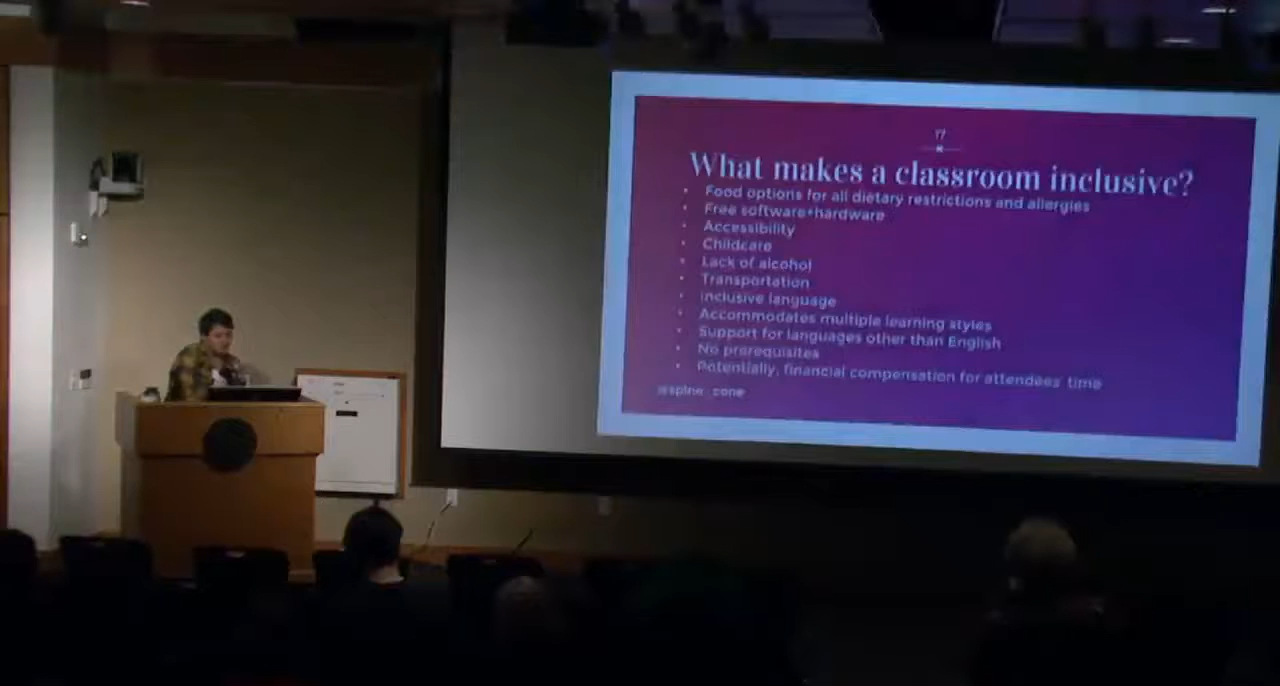 17
What makes a classroom inclusive?
• Food options for all dietary restrictions and allergies
• Free software+hardware
• Accessibility
• Childcare
• Lack of alcohol
• Transportation
• Inclusive language
• Accommodates multiple learning styles
• Support for languages other than English
• No prerequisites
• Potentially, financial compensation for attendees' time